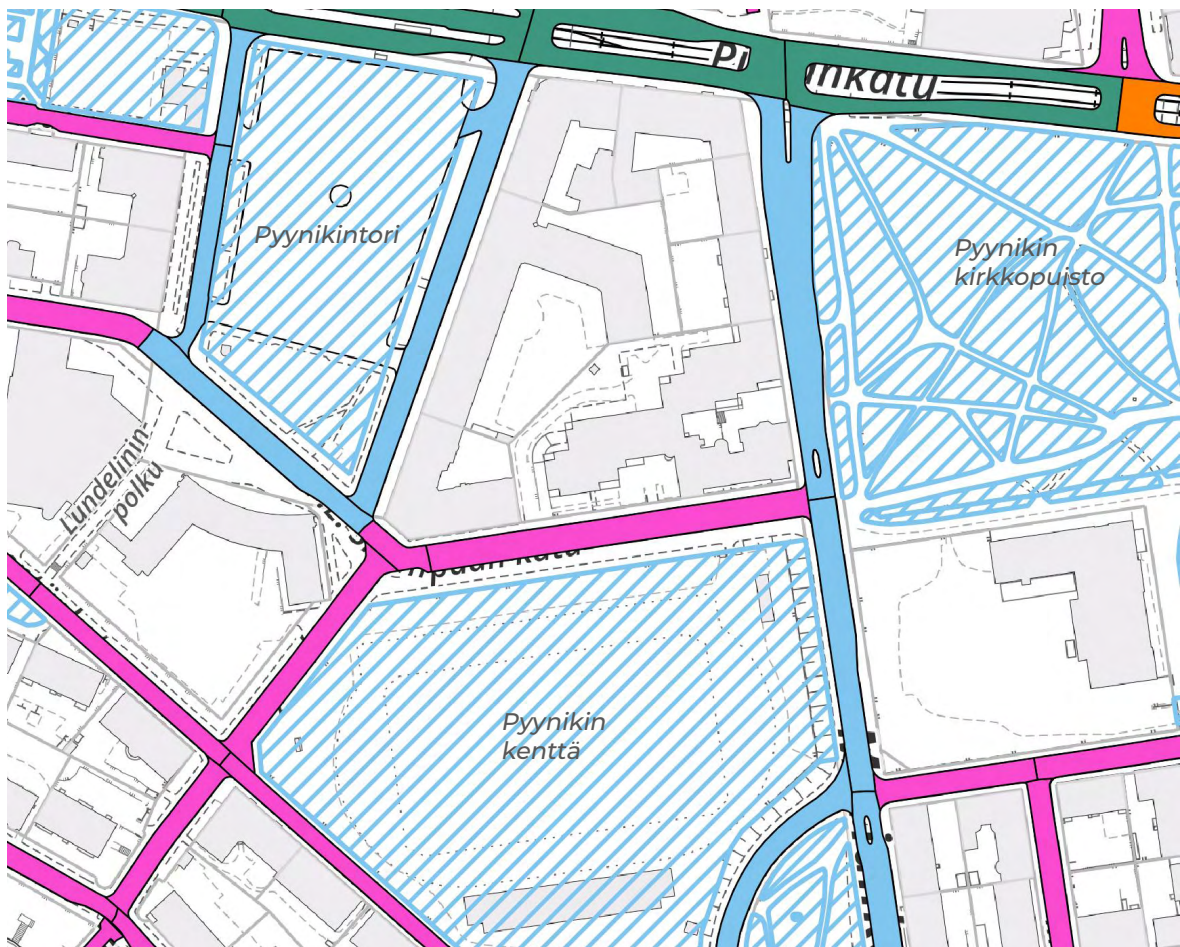 Pyynikintori
Pyynikin
kirkkopuisto
Lundelinin
polku
Pyynikin
kenttä